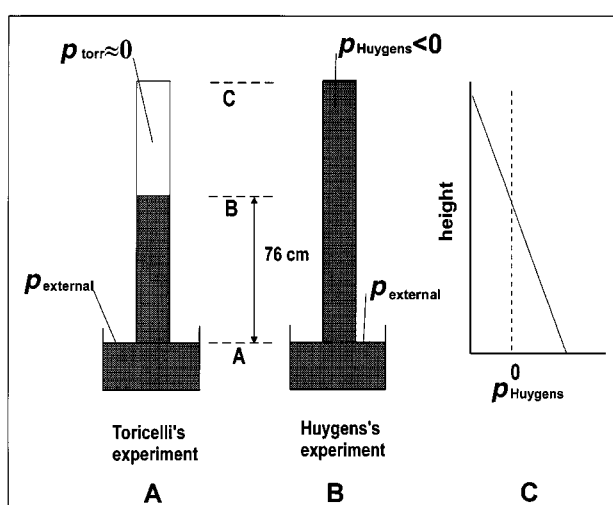 p torr≈0
p Huygens<0
C
B
76 cm
height
p external
p external
A
0
p Huygens
Toricelli's
experiment
Huygens's
experiment
A
B
C